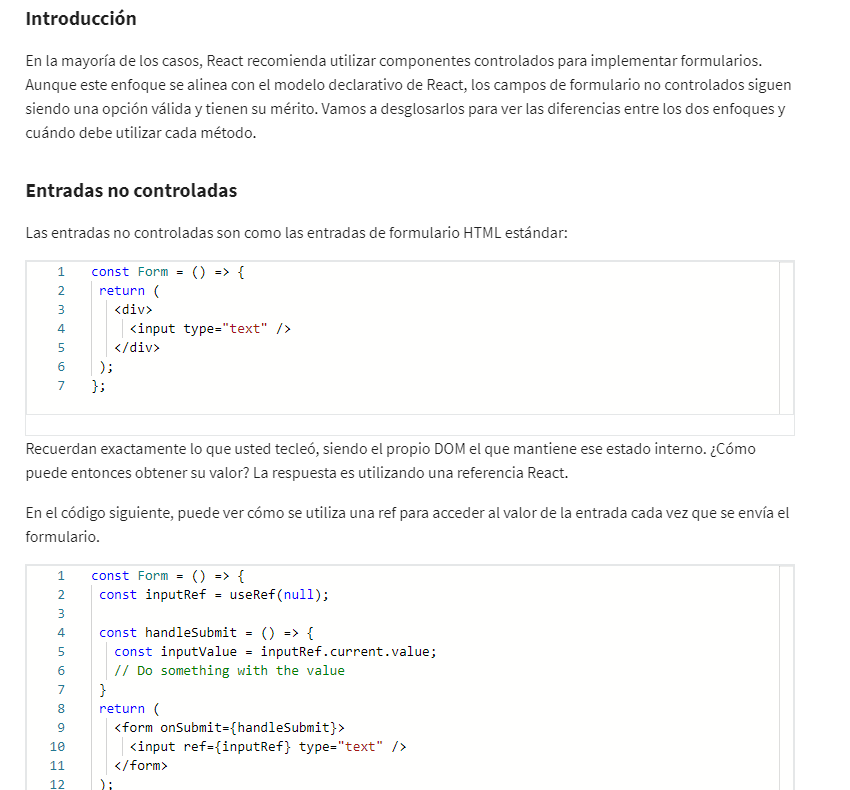 Introducción
En la mayoría de los casos, React recomienda utilizar componentes controlados para implementar formularios.
Aunque este enfoque se alinea con el modelo declarativo de React, los campos de formulario no controlados siguen
siendo una opción válida y tienen su mérito. Vamos a desglosarlos para ver las diferencias entre los dos enfoques y
cuándo debe utilizar cada método.
Entradas no controladas
Las entradas no controladas son como las entradas de formulario HTML estándar:
1 const Form = () => {
2 return (
3 <div>
4 <input type="text" />
5 </div>
6 );
7 };
Recuerdan exactamente lo que usted tecleó, siendo el propio DOM el que mantiene ese estado interno. ¿Cómo
puede entonces obtener su valor? La respuesta es utilizando una referencia React.
En el código siguiente, puede ver cómo se utiliza una ref para acceder al valor de la entrada cada vez que se envía el
formulario.
1 const Form = () => {
2 const inputRef = useRef(null);
3
4 const handleSubmit = () => {
5 const inputValue = inputRef.current.value;
6 // Do something with the value
7 }
8 return (
9 <form onSubmit={handleSubmit}>
10 <input ref={inputRef} type="text" />
11 </form>
12 );